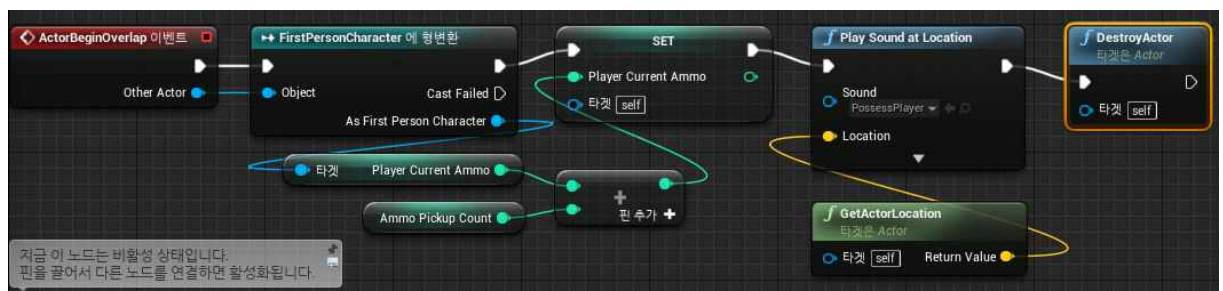 ActorBeginOverlap 이벤트
Other Actor
FirstPersonCharacter 에 형변환
Object
Cast Failed
As First Person Character
SET
Player Current Ammo
타겟 self
Play Sound at Location
Sound
PossessPlayer
Location
DestroyActor
타겟은 Actor
타겟 self
타겟 Player Current Ammo
Ammo Pickup Count
핀 추가
GetActorLocation
타겟은 Actor
타겟 self Return Value
지금 이 노드는 비활성 상태입니다.
핀을 끌어서 다른 노드를 연결하면 활성화됩니다.